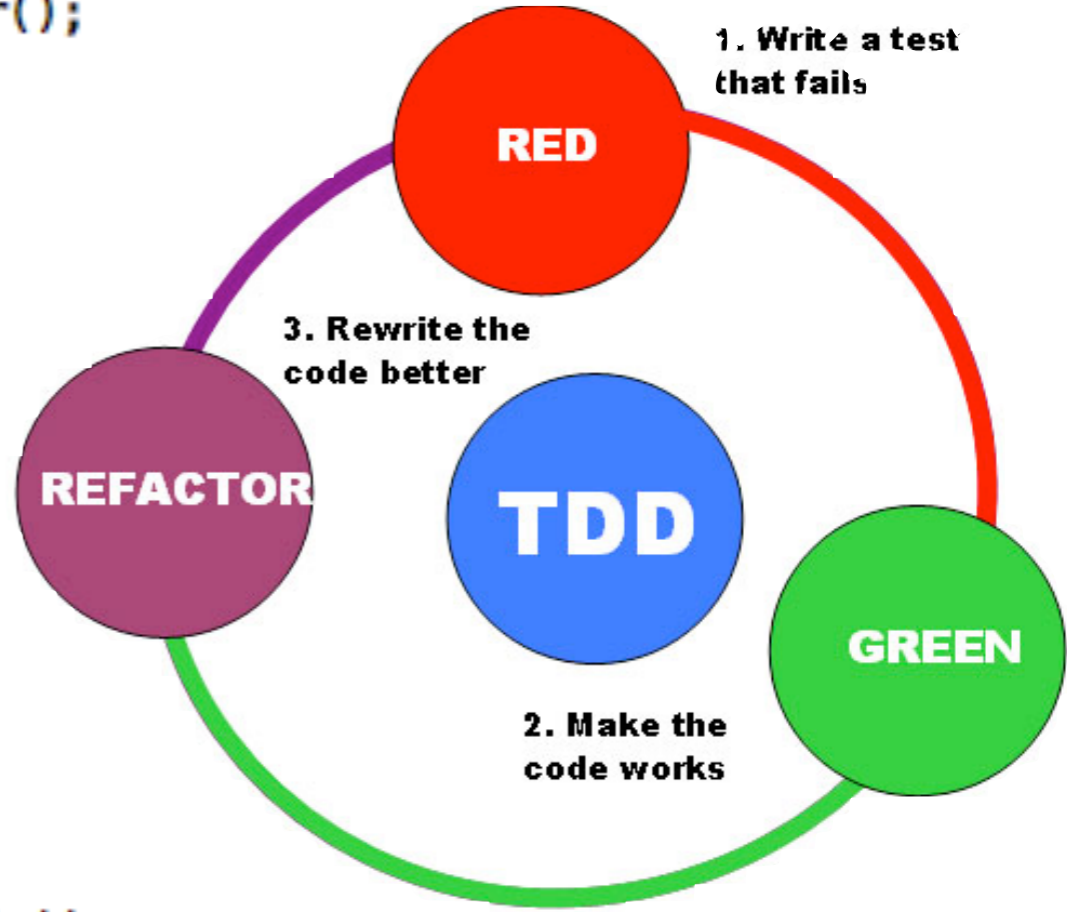 r();
1. Write a test
that fails
RED
3. Rewrite the
code better
REFACTOR
TDD
GREEN
2. Make the
code works